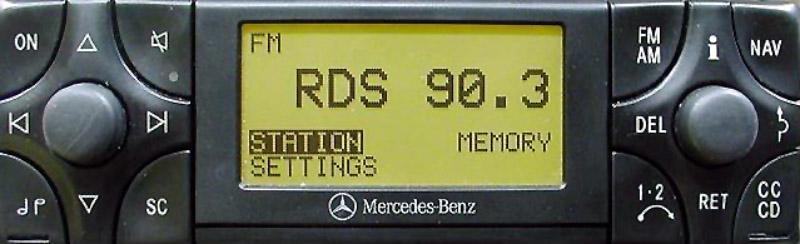 ON
FM
RDS 90.3
STATION MEMORY
SETTINGS
SC
Mercedes-Benz
FM
AM
i
NAV
DEL
1·2
RET
CC
CD